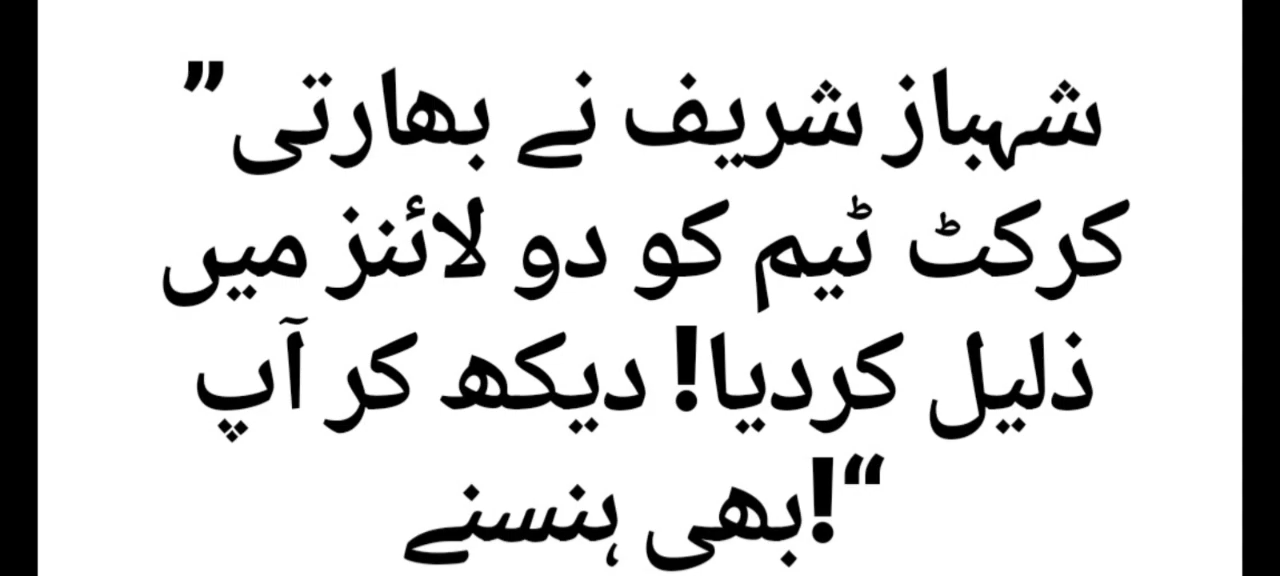 ”شہباز شریف نے بھارتی
کرکٹ ٹیم کو دو لائنز میں
ذلیل کردیا! دیکھ کر آپ
بھی ہنسنے!“